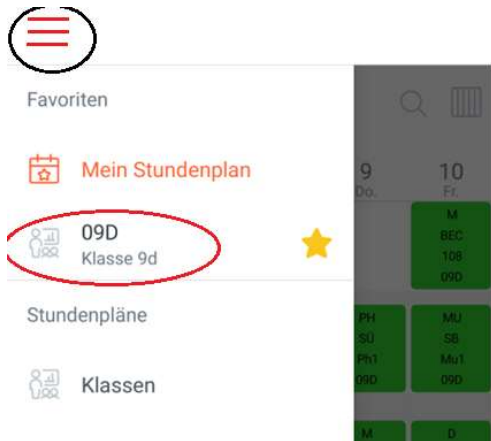 Favoriten
Mein Stundenplan
9 10
Do. Fr.
09D
Klasse 9d
M
BEC
108
09D
Stundenpläne
PH MU
SÜ SB
Ph1 Mu1
09D 09D
Klassen
M D